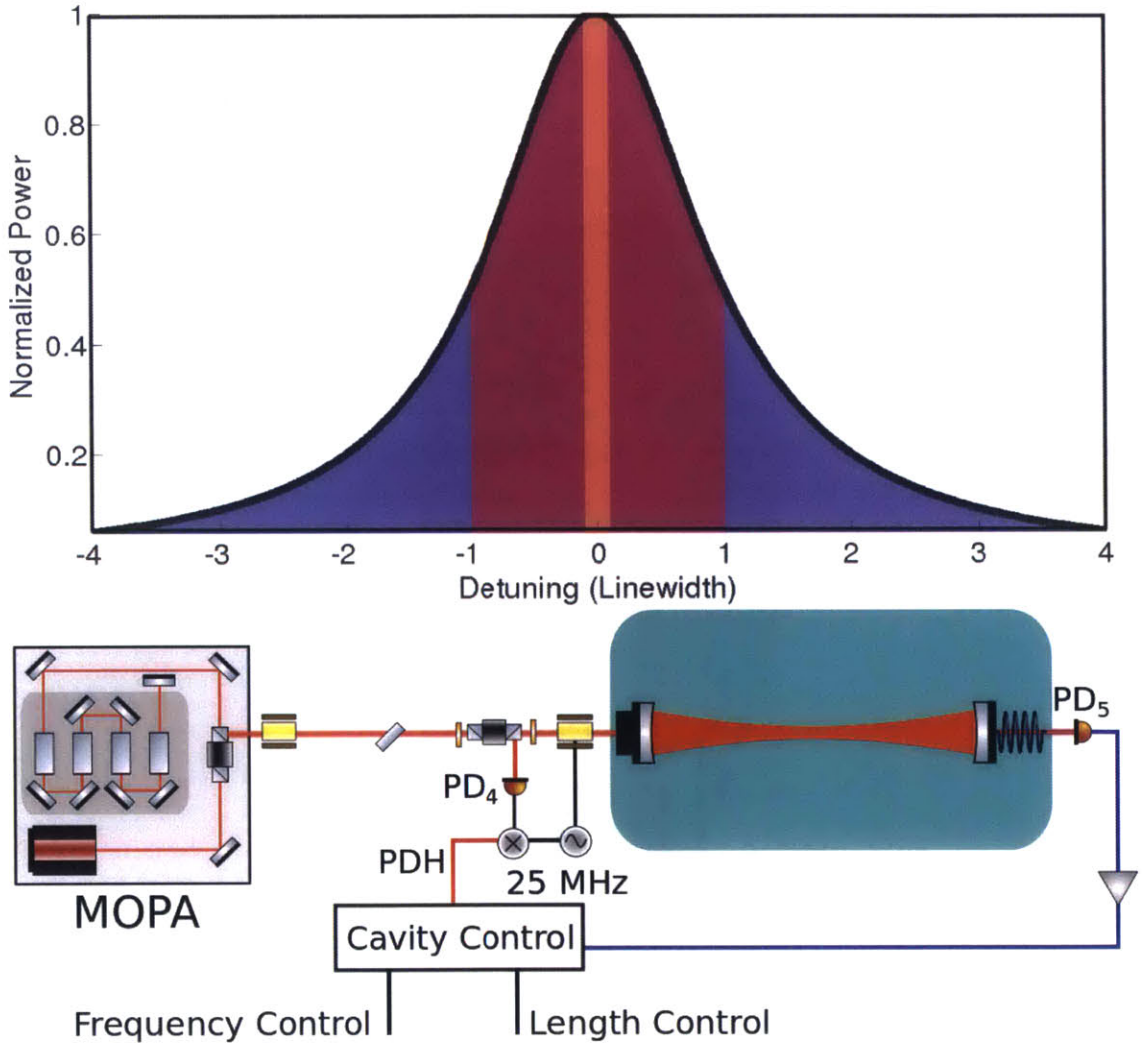 1
0.8
0.6
0.4
0.2
Normalized Power
-4 -3 -2 -1 0 1 2 3 4
Detuning (Linewidth)
PD5
PD4
PDH
25 MHz
MOPA
Cavity Control
Frequency Control
Length Control